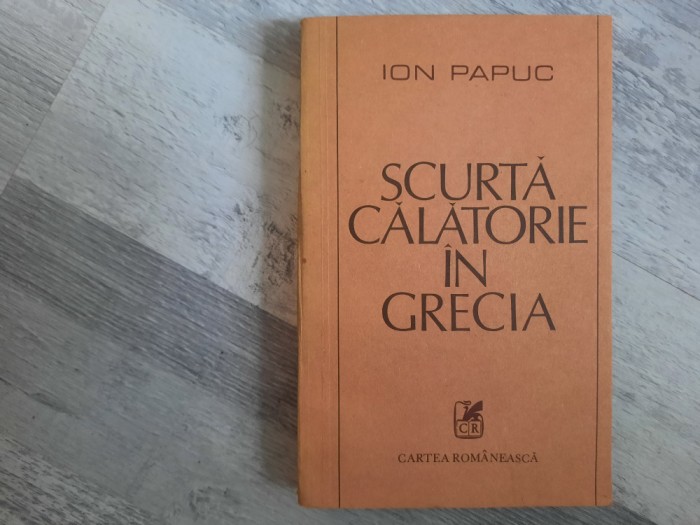 ION PAPUC
SCURTĂ
CĂLĂTORIE
ÎN
GRECIA
CR
CARTEA ROMÂNEASCĂ